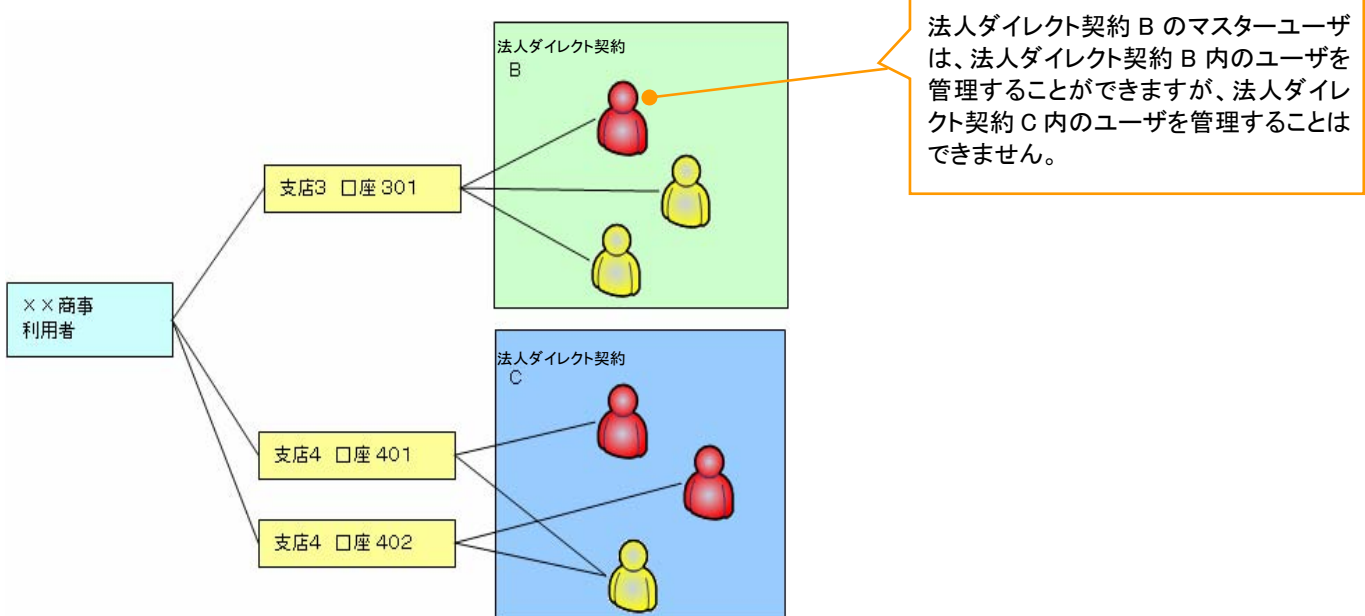 法人ダイレクト契約
B
法人ダイレクト契約 B のマスターユーザ
は、法人ダイレクト契約 B 内のユーザを
管理することができますが、法人ダイレ
クト契約 C 内のユーザを管理することは
できません。
支店3 口座 301
××商事
利用者
法人ダイレクト契約
C
支店4 口座 401
支店4 口座 402